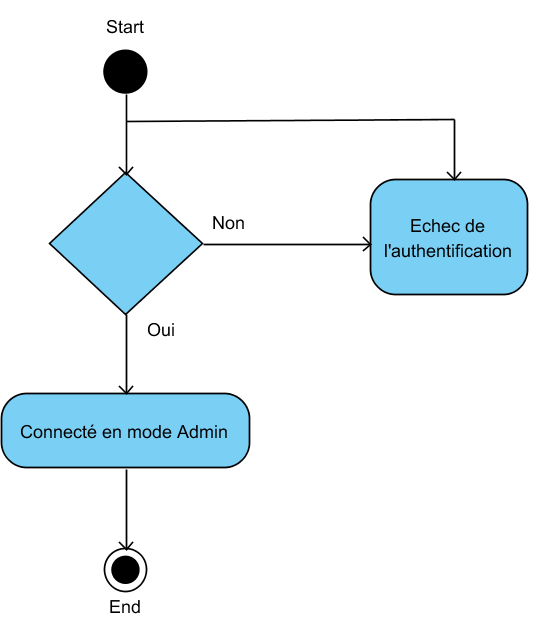 Start
Non
Echec de
l'authentification
Oui
Connecté en mode Admin
End